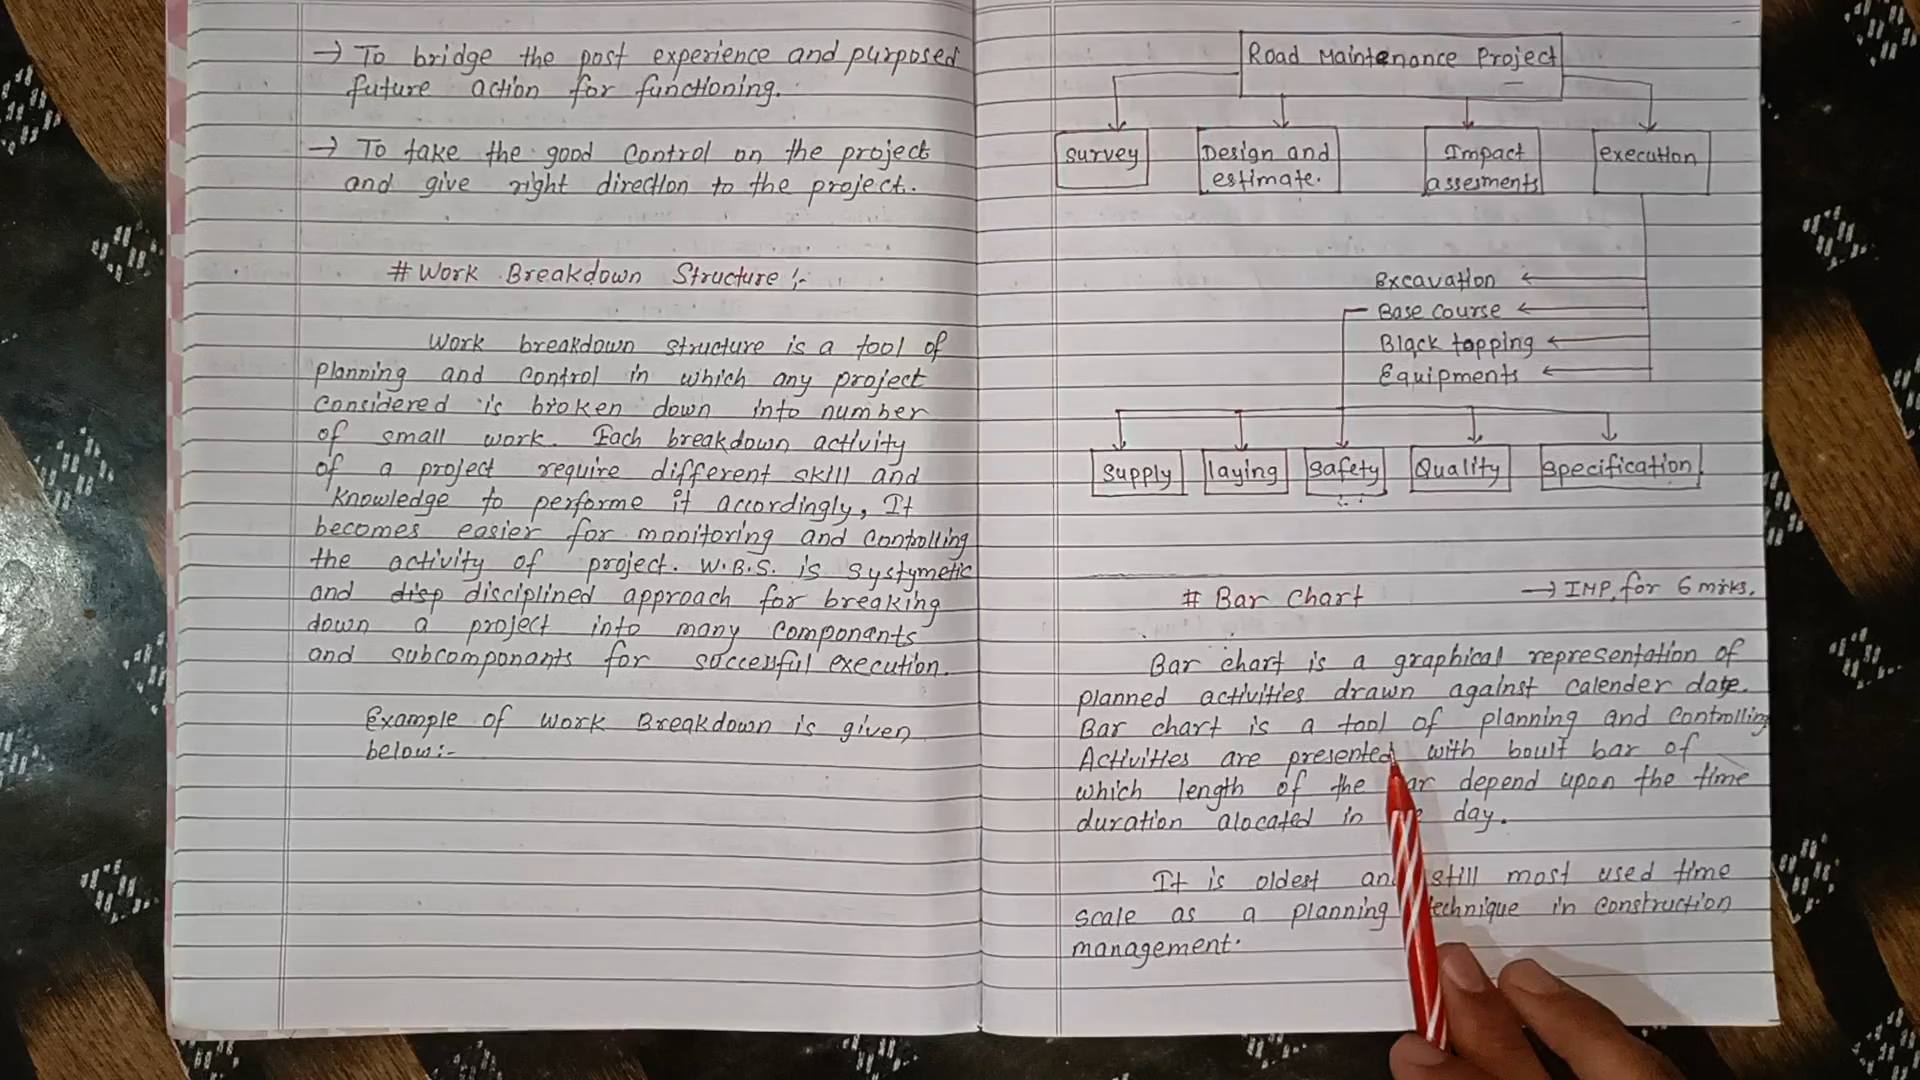 → To bridge the post experience and purposed
future action for functioning.
→ To take the good control on the project
and give right direction to the project.
# Work Breakdown Structure :-
Work breakdown structure is a tool of
planning and control in which any project
considered is broken down into number
of small work. Each breakdown activity
of a project require different skill and
knowledge to performe it accordingly, It
becomes easier for monitoring and controlling
the activity of project. W.B.S. is systymetic
and disp disciplined approach for breaking
down a project into many componants
and subcomponants for successful execution.
Example of work Breakdown is given
below:-
Road Maintenance Project
survey
Design and
estimate.
Impact
assesments
execution
Excavation
Base course
Black topping
Equipments
Supply
laying
Safety
Quality
Specification
# Bar Chart → IMP. for 6 mrks.
Bar chart is a graphical representation of
planned activities drawn against calender date.
Bar chart is a tool of planning and controlling
Activities are presented with boult bar of
which length of the depend upon the time
duration alocated in day.
It is oldest and still most used time
scale as a planning technique in construction
management.